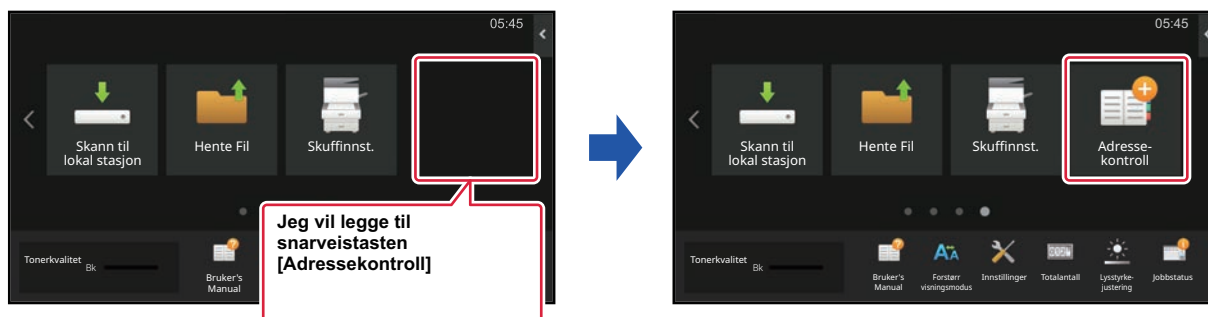 05:45
Skann til
lokal stasjon
Hente Fil
Skuffinnst.
Jeg vil legge til
snarveistasten
[Adressekontroll]
Tonerkvalitet
Bk
Bruker's
Manual
05:45
Skann til
lokal stasjon
Hente Fil
Skuffinnst.
Adresse-
kontroll
Tonerkvalitet
Bk
Bruker's
Manual
Forstørr
visningsmodus
Innstillinger
Totalantall
Lysstyrke-
justering
Jobbstatus